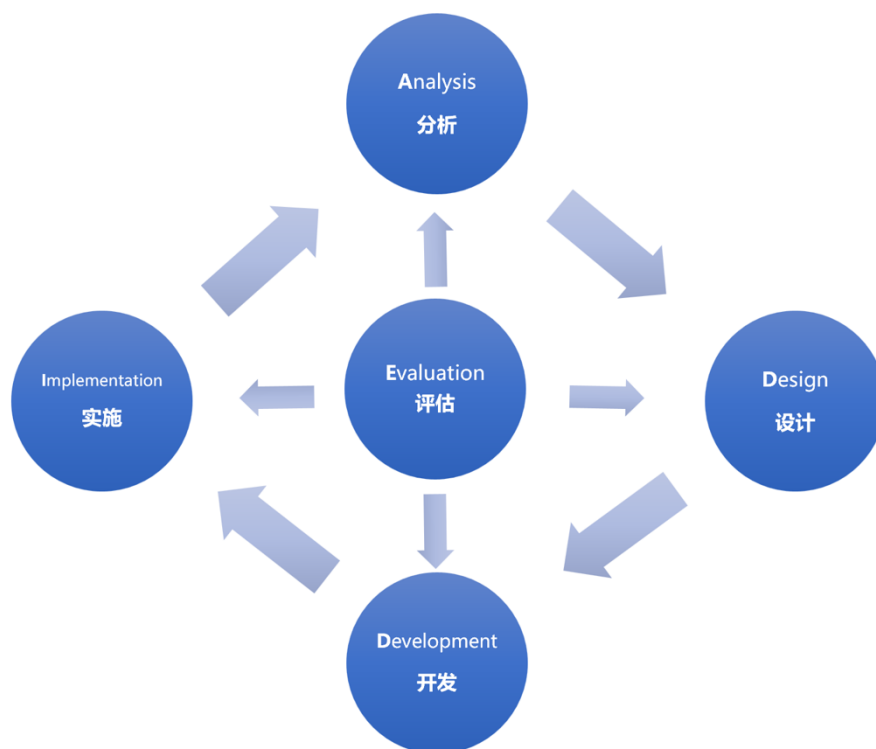 Analysis
分析
Implementation
实施
Evaluation
评估
Design
设计
Development
开发